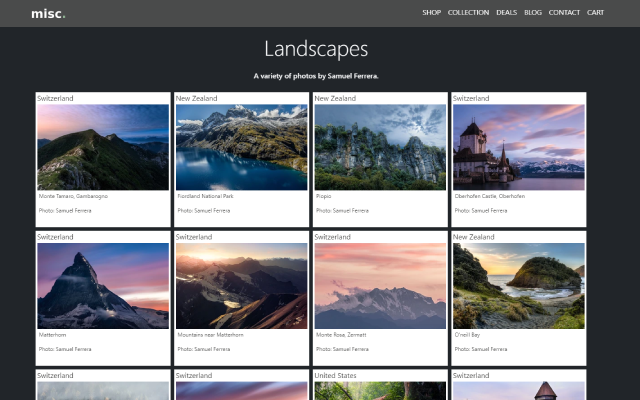 misc.
SHOP COLLECTION DEALS BLOG CONTACT CART
Landscapes
A variety of photos by Samuel Ferrera.
Switzerland
Monte Tamaro, Gambarogno
Photo: Samuel Ferrera
New Zealand
Fiordland National Park
Photo: Samuel Ferrera
New Zealand
Piopio
Photo: Samuel Ferrera
Switzerland
Oberhofen Castle, Oberhofen
Photo: Samuel Ferrera
Switzerland
Matterhorn
Photo: Samuel Ferrera
Switzerland
Mountains near Matterhorn
Photo: Samuel Ferrera
Switzerland
Monte Rosa, Zermatt
Photo: Samuel Ferrera
New Zealand
O'neill Bay
Photo: Samuel Ferrera
Switzerland
Switzerland
United States
Switzerland